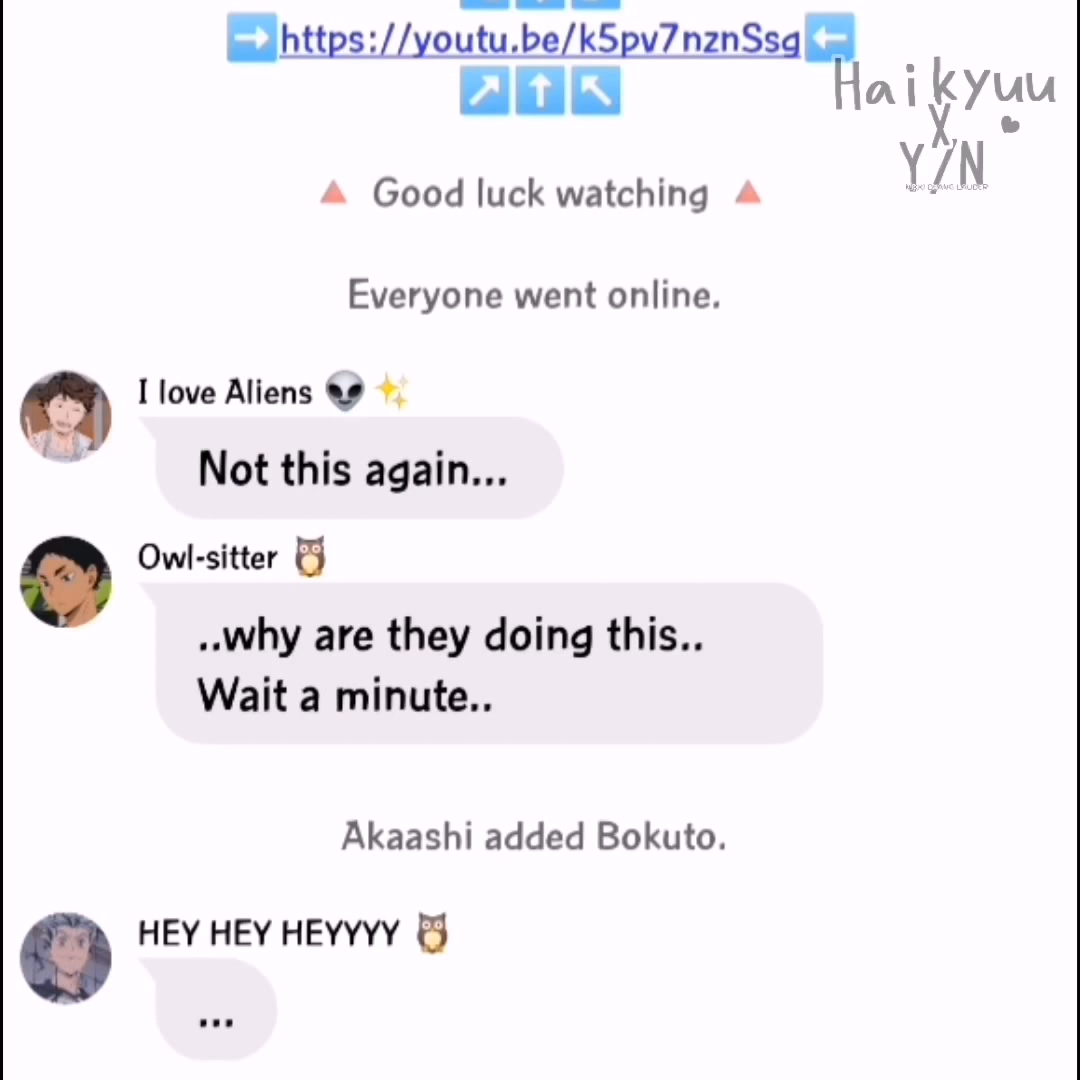 ➡️https://youtu.be/k5pv7nznSsg⬅️
↗️⬆️↖️
Haikyuu
X
Y/N
🔺 Good luck watching 🔺
Everyone went online.
I love Aliens 👽 ✨
Not this again...
Owl-sitter 🦉
..why are they doing this..
Wait a minute..
Akaashi added Bokuto.
HEY HEY HEYYYY 🦉
...